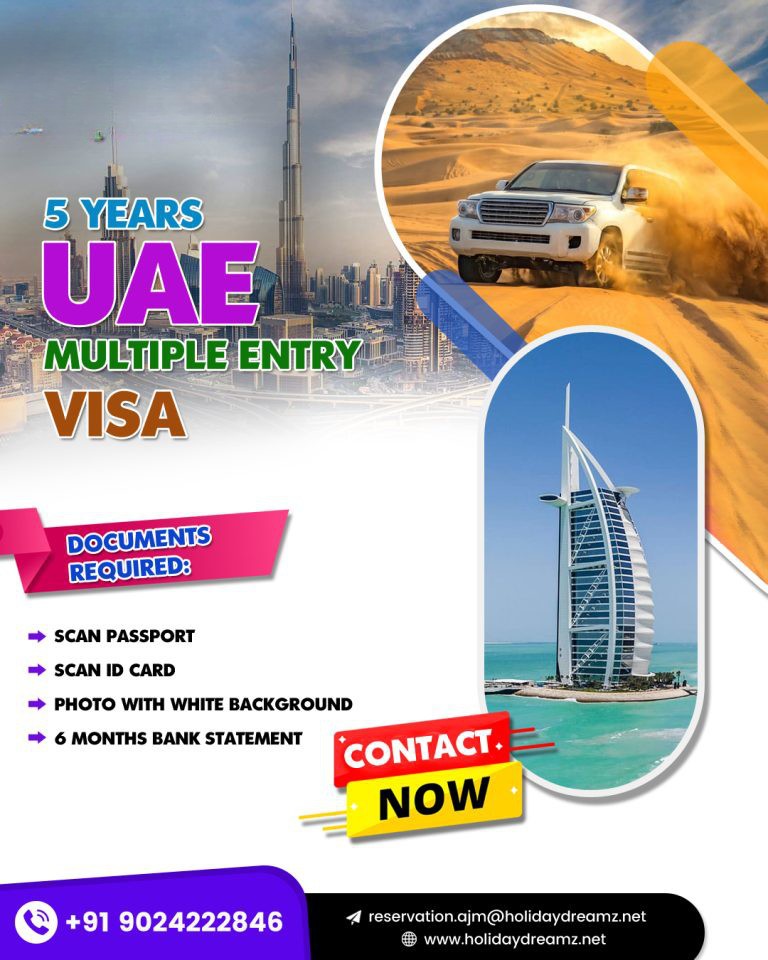 5 YEARS
UAE
MULTIPLE ENTRY
VISA
DOCUMENTS
REQUIRED:
SCAN PASSPORT
SCAN ID CARD
PHOTO WITH WHITE BACKGROUND
6 MONTHS BANK STATEMENT
CONTACT
NOW
+91 9024222846
reservation.ajm@holidaydreamz.net
www.holidaydreamz.net